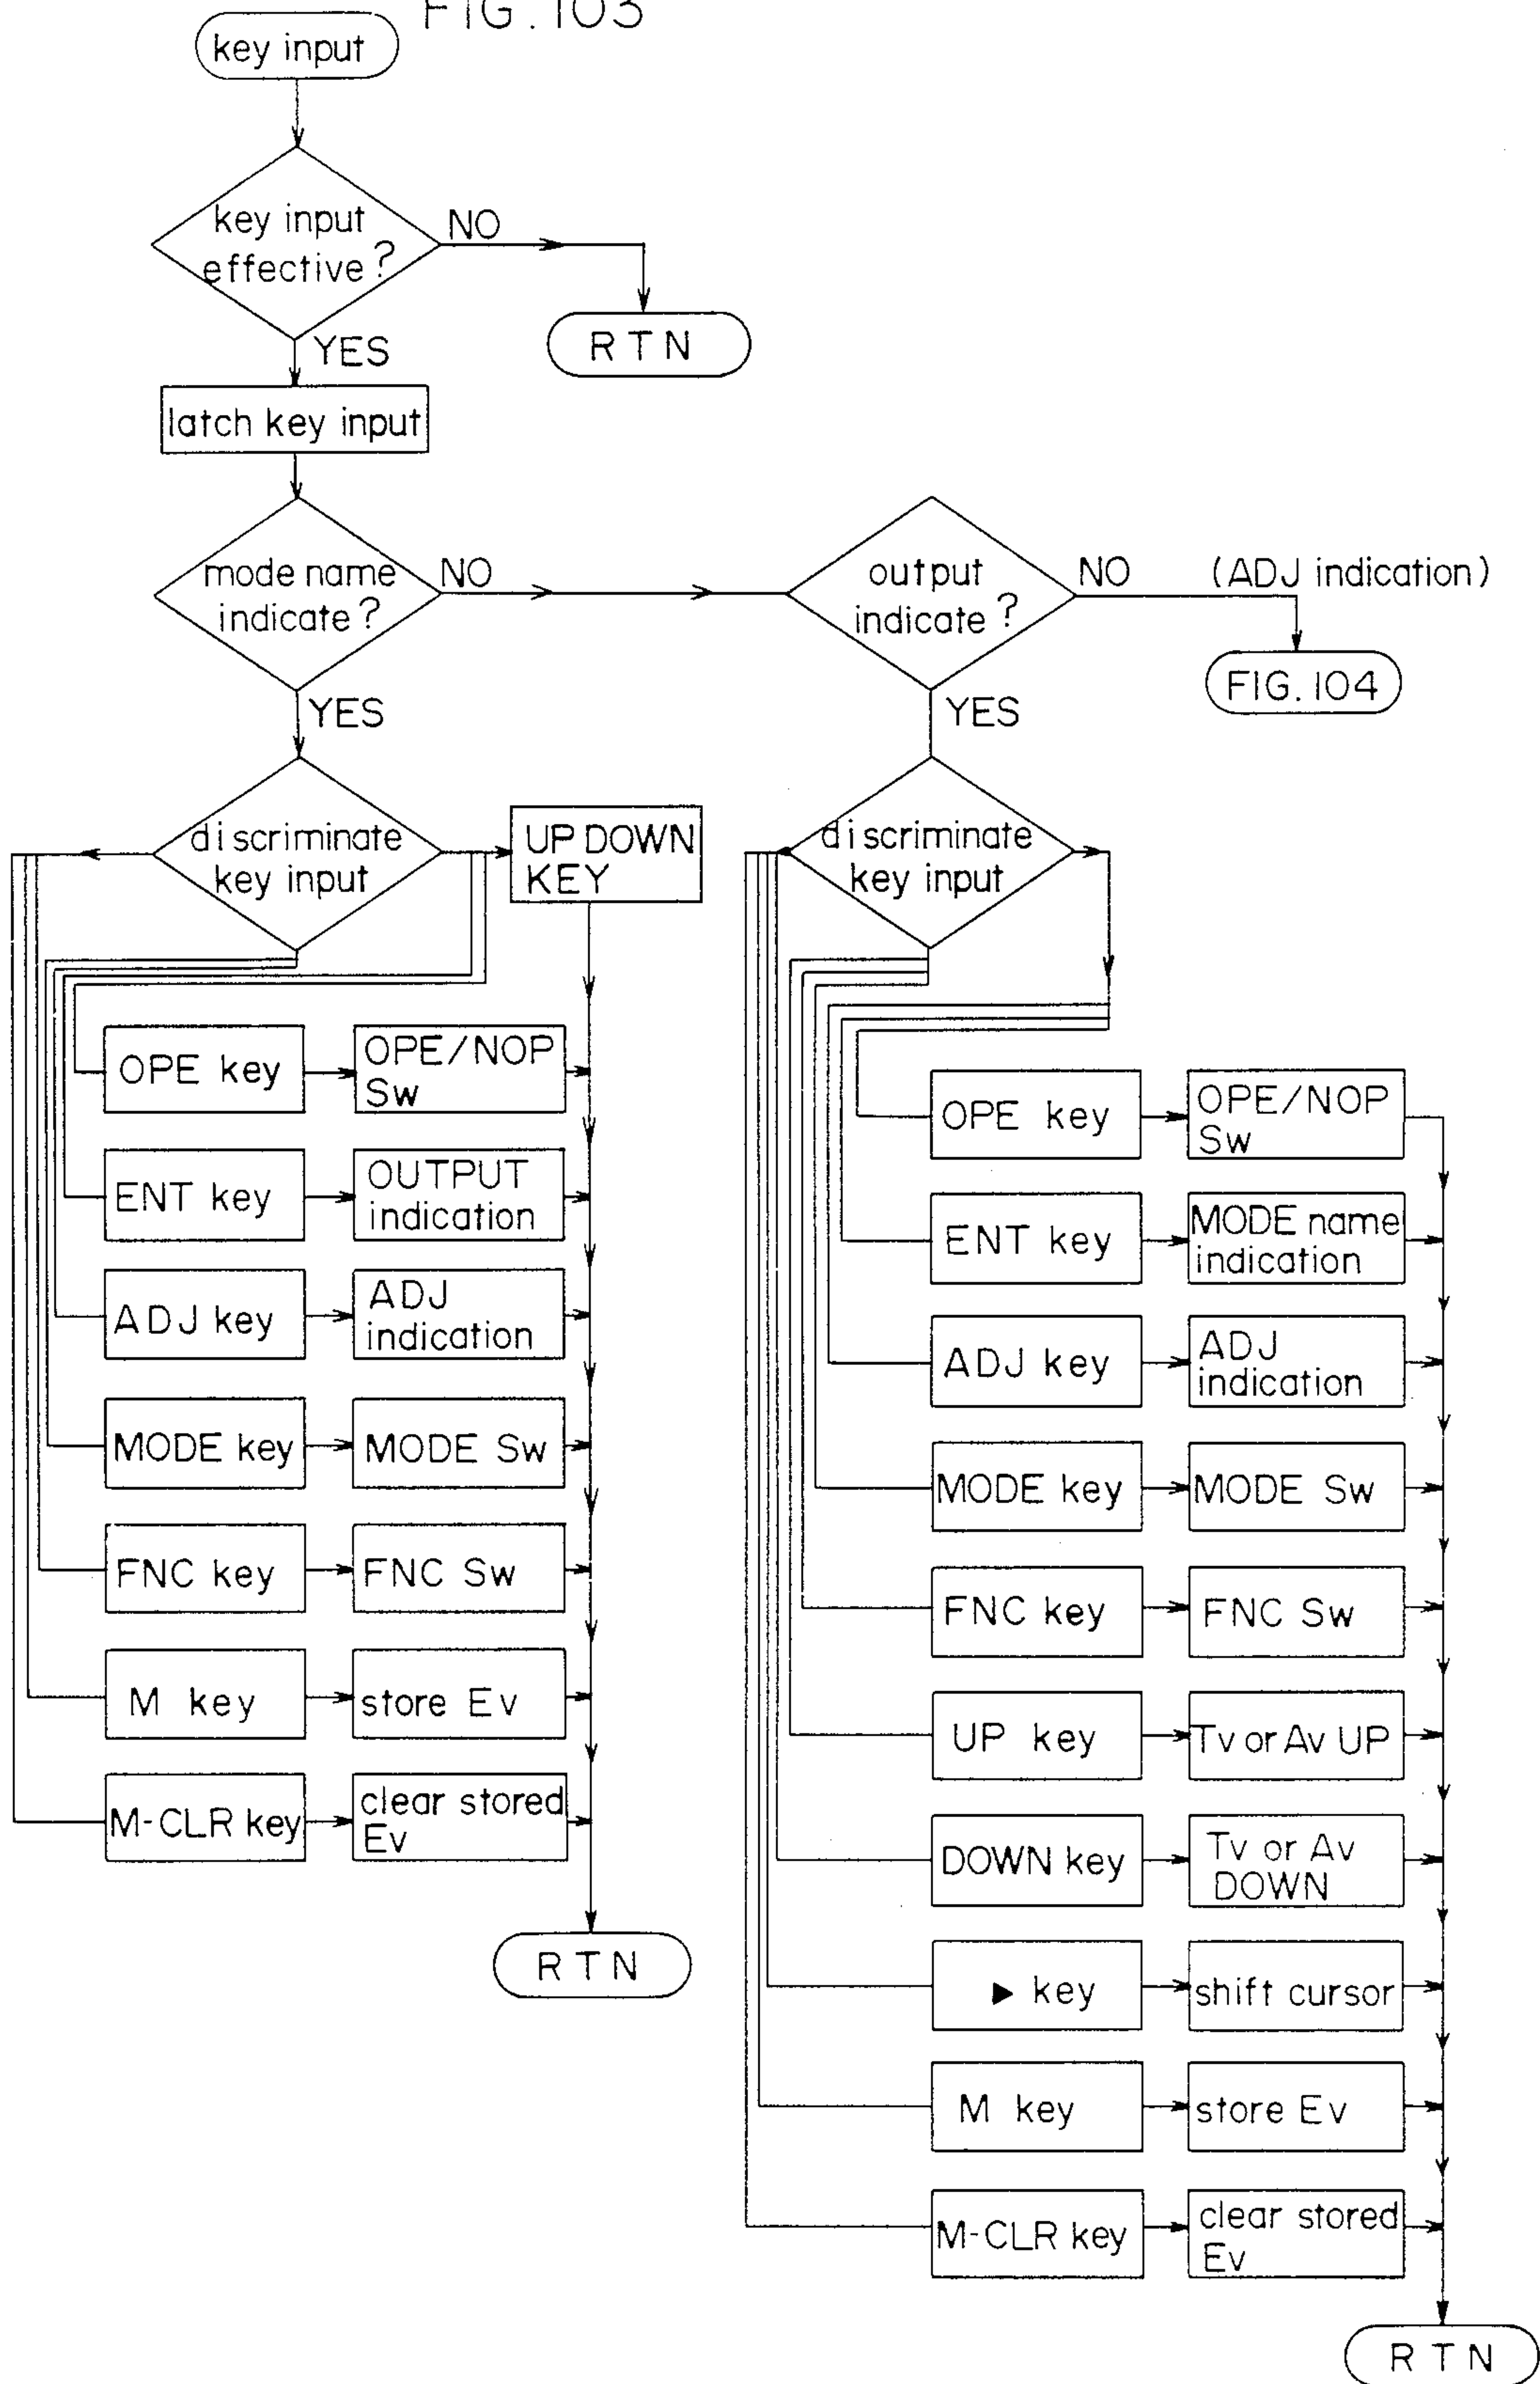 FIG. 103
key input
key input
effective?
NO
RTN
YES
latch key input
mode name
indicate?
NO
output
indicate?
NO
(ADJ indication)
FIG. 104
YES
YES
discriminate
key input
UP DOWN
KEY
OPE key
OPE/NOP
Sw
ENT key
OUTPUT
indication
ADJ key
ADJ
indication
MODE key
MODE Sw
FNC key
FNC Sw
M key
store Ev
M-CLR key
clear stored
Ev
RTN
discriminate
key input
OPE key
OPE/NOP
Sw
ENT key
MODE name
indication
ADJ key
ADJ
indication
MODE key
MODE Sw
FNC key
FNC Sw
UP key
Tv or Av UP
DOWN key
Tv or Av
DOWN
▶ key
shift cursor
M key
store Ev
M-CLR key
clear stored
Ev
RTN